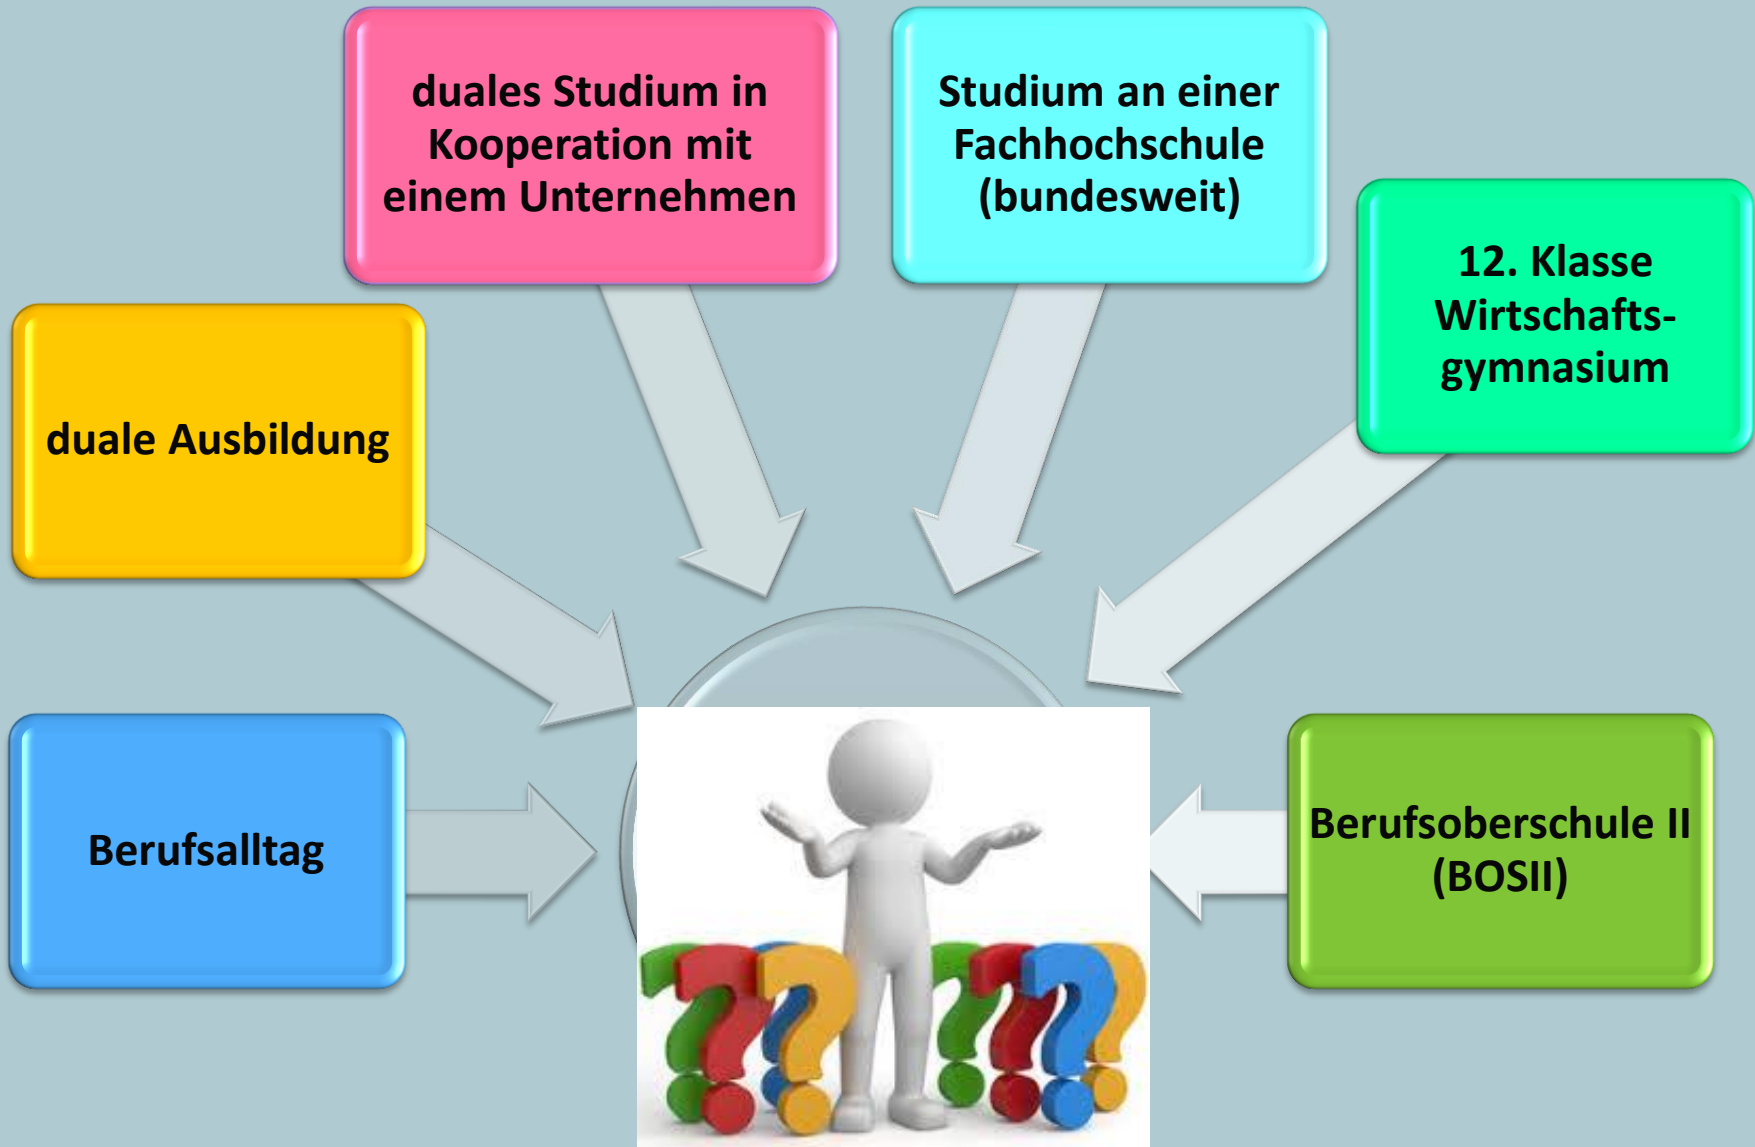 duales Studium in
Kooperation mit
einem Unternehmen
Studium an einer
Fachhochschule
(bundesweit)
12. Klasse
Wirtschafts-
gymnasium
duale Ausbildung
Berufsalltag
Berufsoberschule II
(BOSII)